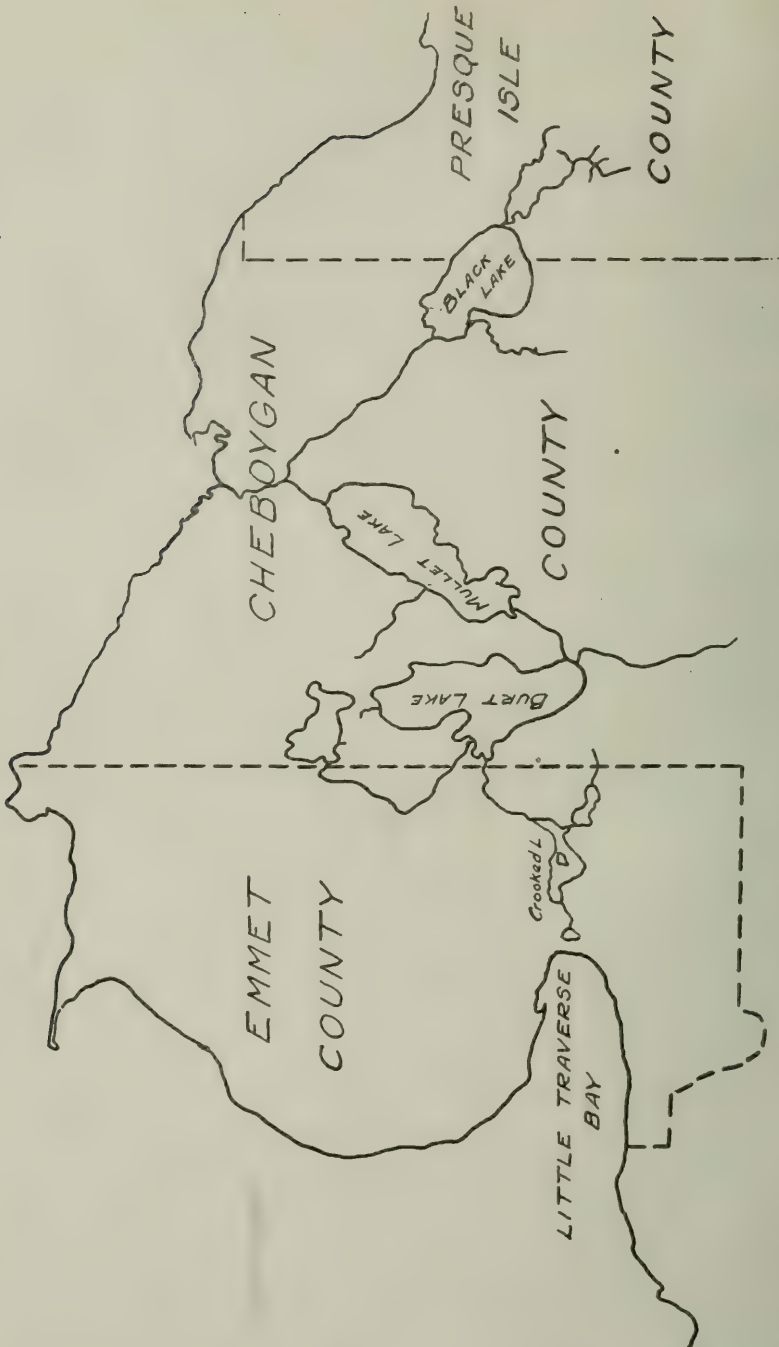 EMMET
COUNTY
CHEBOYGAN
COUNTY
PRESQUE
ISLE
COUNTY
BLACK
LAKE
MULLET LAKE
BURT LAKE
Crooked L
LITTLE TRAVERSE
BAY